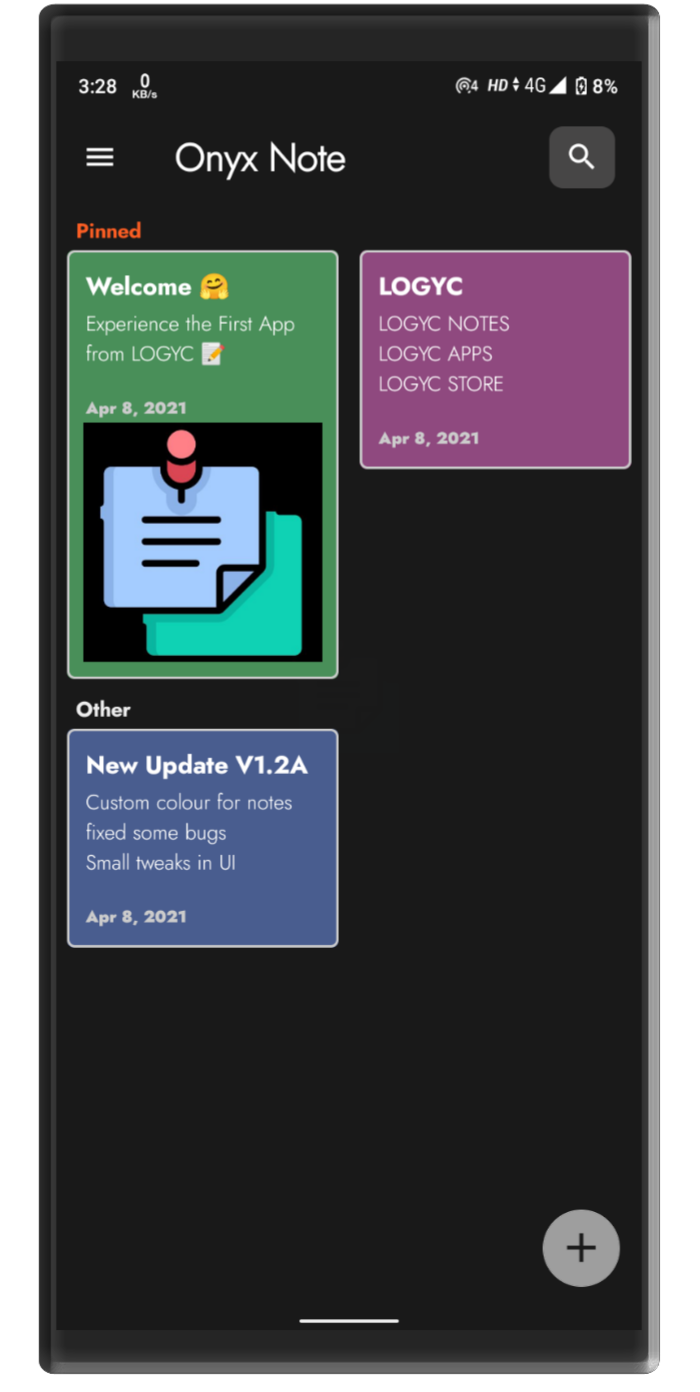 3:28 0 KB/s 4 HD 4G 8%
Onyx Note
Pinned
Welcome 🤗
Experience the First App
from LOGYC 📝
Apr 8, 2021
LOGYC
LOGYC NOTES
LOGYC APPS
LOGYC STORE
Apr 8, 2021
Other
New Update V1.2A
Custom colour for notes
fixed some bugs
Small tweaks in UI
Apr 8, 2021